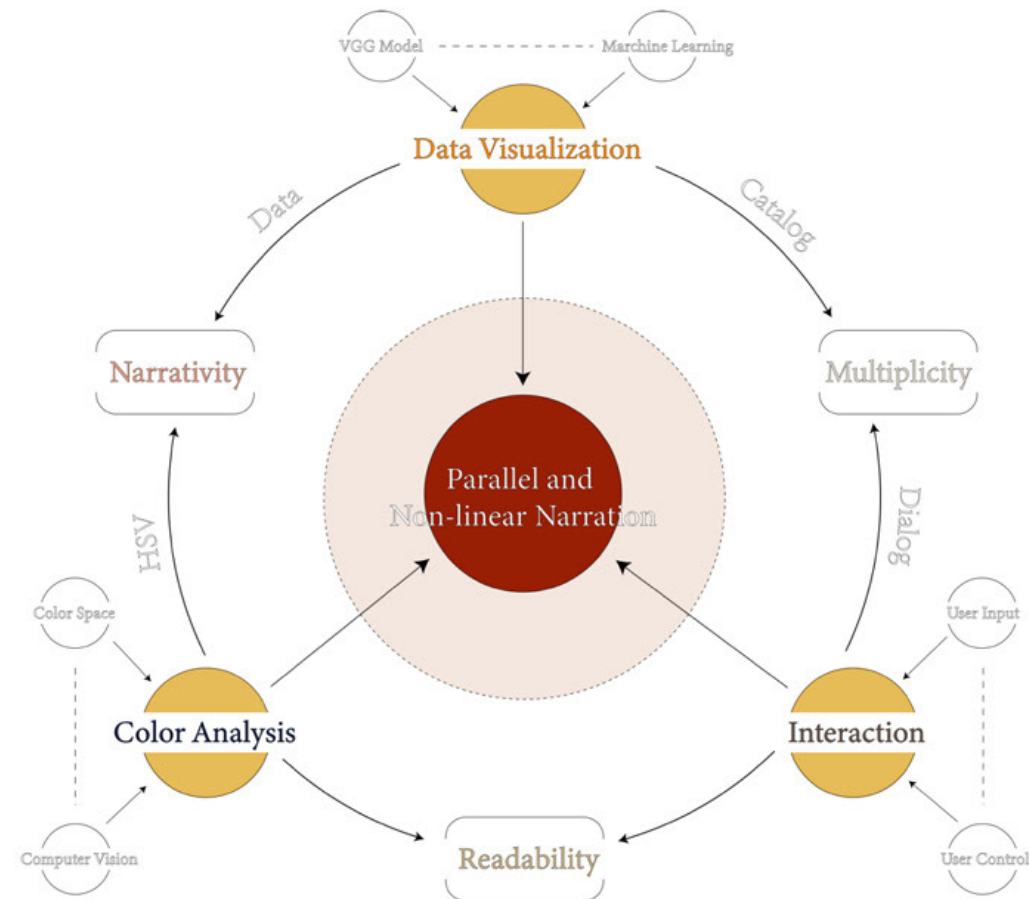 VGG Model
Marchine Learning
Data Visualization
Data
Catalog
Narrativity
Multiplicity
Parallel and
Non-linear Narration
HSV
Dialog
Color Space
User Input
Color Analysis
Interaction
Computer Vision
Readability
User Control